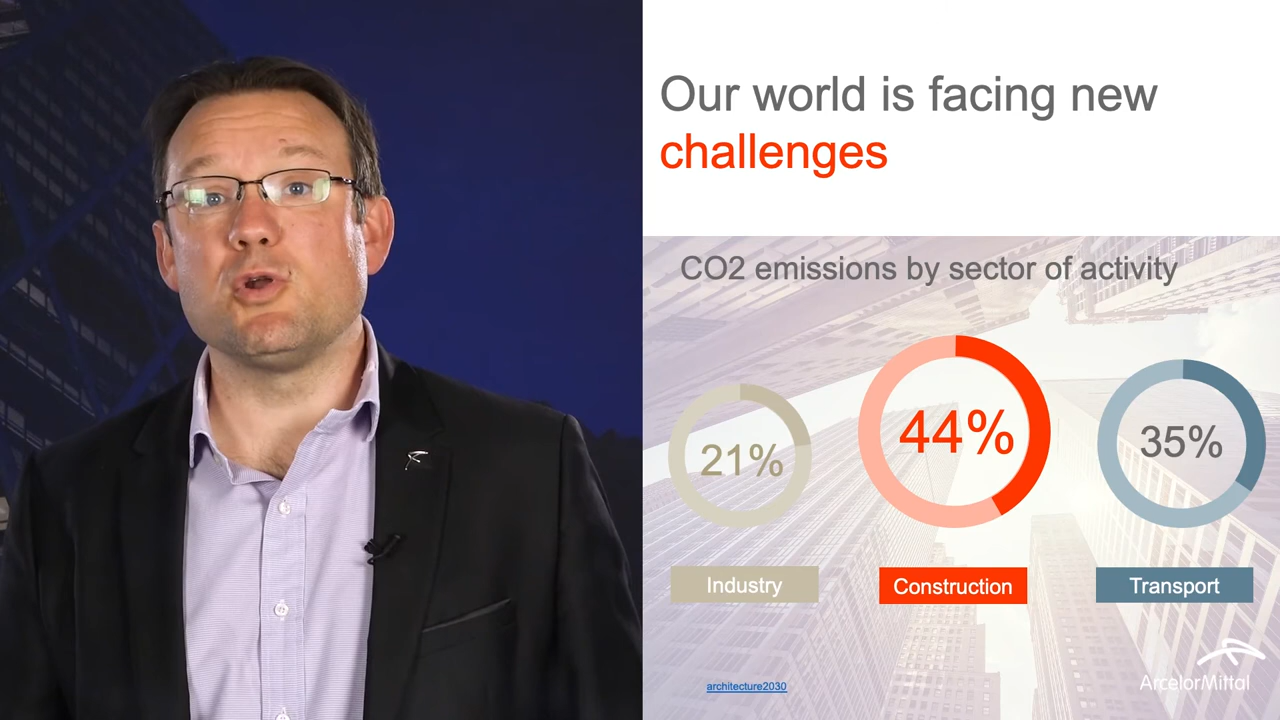 Our world is facing new
challenges
CO2 emissions by sector of activity
21%
44%
35%
Industry
Construction
Transport
architecture2030
ArcelorMittal